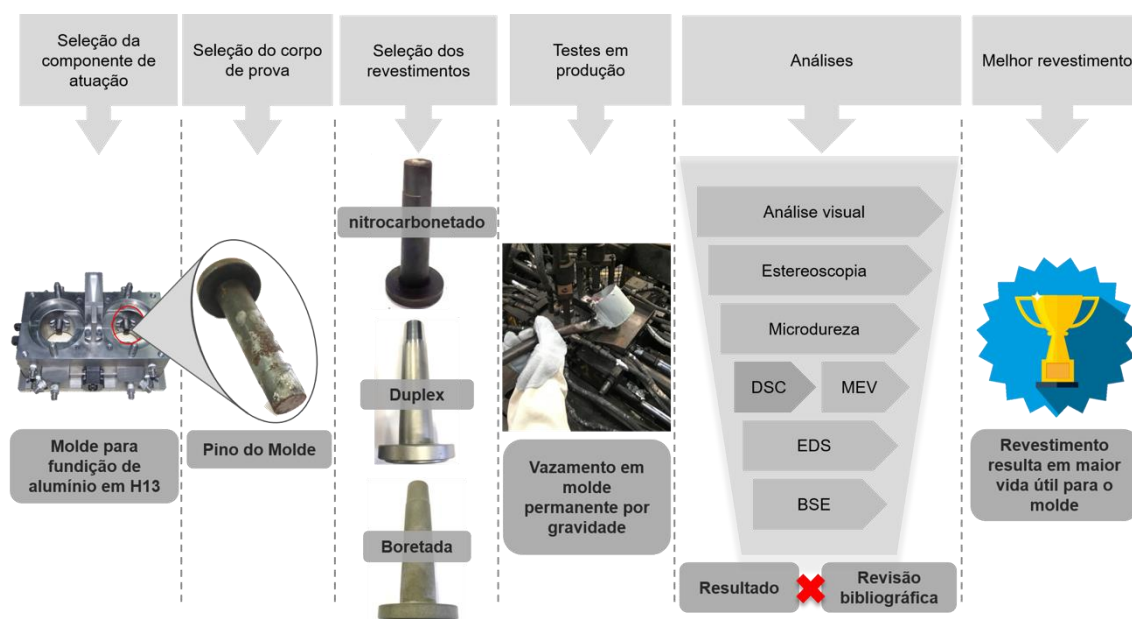 Seleção da
componente de
atuação
Seleção do corpo
de prova
Seleção dos
revestimentos
Testes em
produção
Análises
Melhor revestimento
Molde para
fundição de
alumínio em H13
Pino do Molde
nitrocarbonetado
Duplex
Boretada
Vazamento em
molde
permanente por
gravidade
Análise visual
Estereoscopia
Microdureza
DSC
MEV
EDS
BSE
Resultado
Revisão
bibliográfica
Revestimento
resulta em maior
vida útil para o
molde